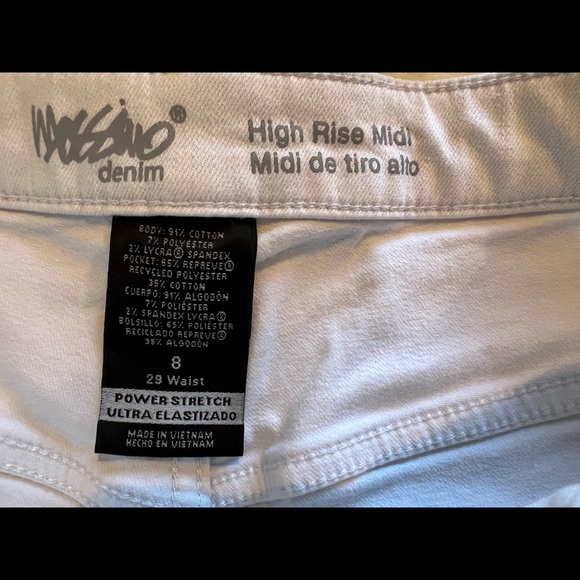 Mossimo®
denim
High Rise Midi
Midi de tiro alto
BODY: 91% COTTON
7% POLYESTER
2% LYCRA® SPANDEX
POCKET: 65% REPREVE®
RECYCLED POLYESTER
35% COTTON
CUERPO: 91% ALGODÓN
7% POLIÉSTER
2% SPANDEX LYCRA®
BOLSILLO: 65% POLIÉSTER
RECICLADO REPREVE®
35% ALGODÓN
8
29 Waist
POWER STRETCH
ULTRA ELASTIZADO
MADE IN VIETNAM
HECHO EN VIETNAM